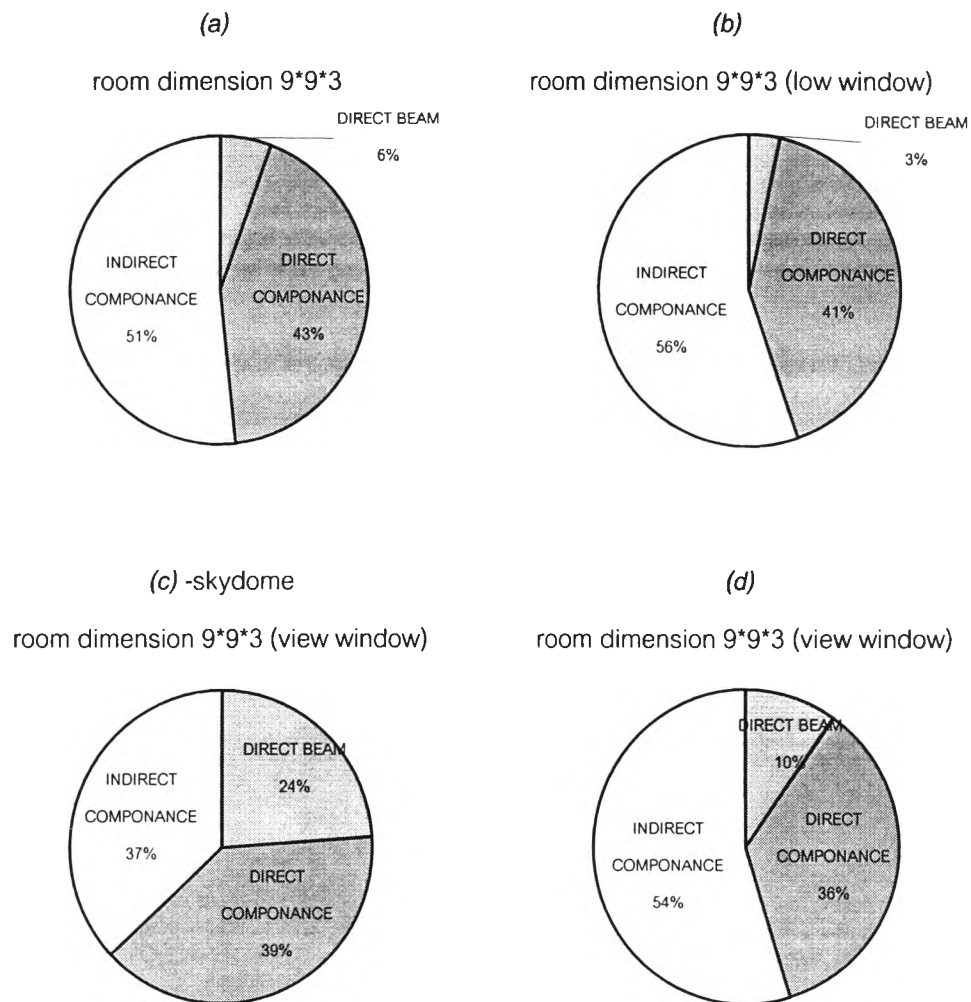 (a)
room dimension 9*9*3
DIRECT BEAM
6%
INDIRECT
COMPONANCE
51%
DIRECT
COMPONANCE
43%
(b)
room dimension 9*9*3 (low window)
DIRECT BEAM
3%
INDIRECT
COMPONANCE
56%
DIRECT
COMPONANCE
41%
(c) -skydome
room dimension 9*9*3 (view window)
DIRECT BEAM
24%
INDIRECT
COMPONANCE
37%
DIRECT
COMPONANCE
39%
(d)
room dimension 9*9*3 (view window)
DIRECT BEAM
10%
INDIRECT
COMPONANCE
54%
DIRECT
COMPONANCE
36%